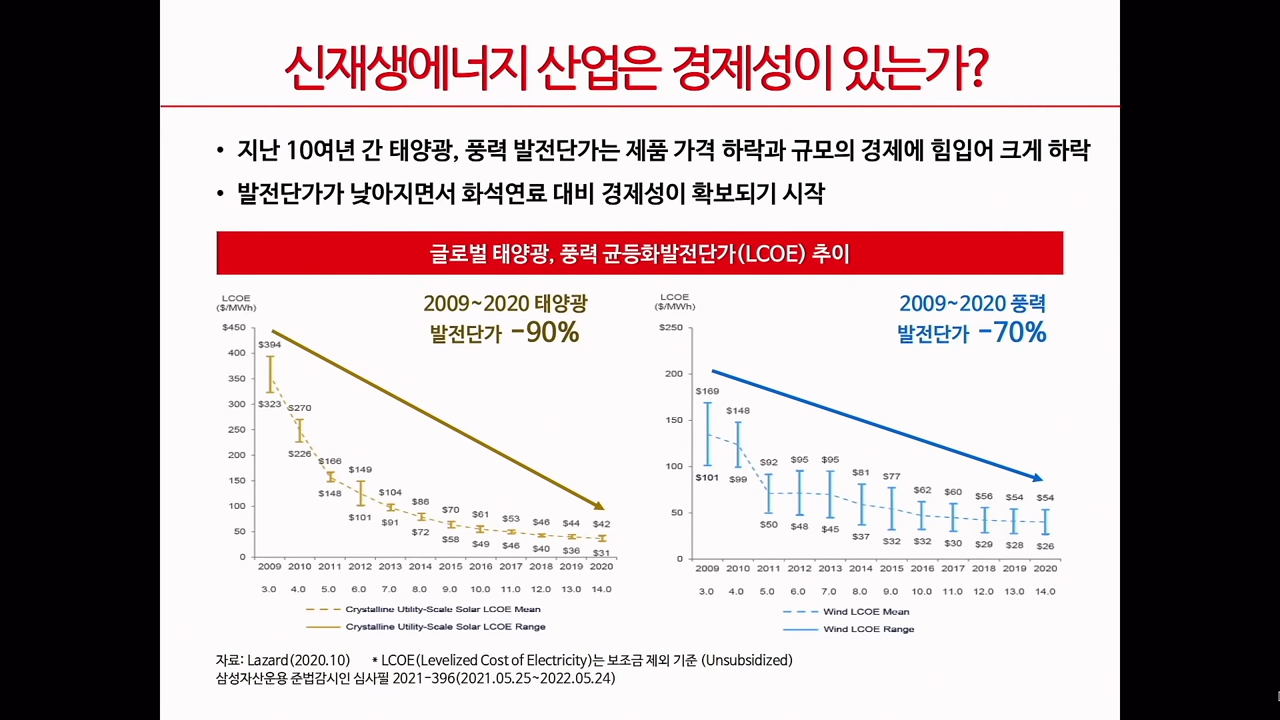 신재생에너지 산업은 경제성이 있는가?
• 지난 10여년 간 태양광, 풍력 발전단가는 제품 가격 하락과 규모의 경제에 힘입어 크게 하락
• 발전단가가 낮아지면서 화석연료 대비 경제성이 확보되기 시작
글로벌 태양광, 풍력 균등화발전단가(LCOE) 추이
LCOE
($/MWh)
2009~2020 태양광
발전단가 -90%
$450
400
350
300
250
200
150
100
50
0
$394
$323
$270
$226
$166
$148
$149
$101
$104
$91
$86
$72
$70
$58
$61
$49
$53
$46
$46
$40
$44
$36
$42
$31
2009 2010 2011 2012 2013 2014 2015 2016 2017 2018 2019 2020
3.0 4.0 5.0 6.0 7.0 8.0 9.0 10.0 11.0 12.0 13.0 14.0
Crystalline Utility-Scale Solar LCOE Mean
Crystalline Utility-Scale Solar LCOE Range
LCOE
($/MWh)
2009~2020 풍력
발전단가 -70%
$250
200
150
100
50
0
$169
$101
$148
$99
$92
$50
$95
$48
$95
$45
$81
$37
$77
$32
$62
$32
$60
$30
$56
$29
$54
$28
$54
$26
2009 2010 2011 2012 2013 2014 2015 2016 2017 2018 2019 2020
3.0 4.0 5.0 6.0 7.0 8.0 9.0 10.0 11.0 12.0 13.0 14.0
Wind LCOE Mean
Wind LCOE Range
자료: Lazard(2020.10) * LCOE(Levelized Cost of Electricity)는 보조금 제외 기준 (Unsubsidized)
삼성자산운용 준법감시인 심사필 2021-396(2021.05.25~2022.05.24)